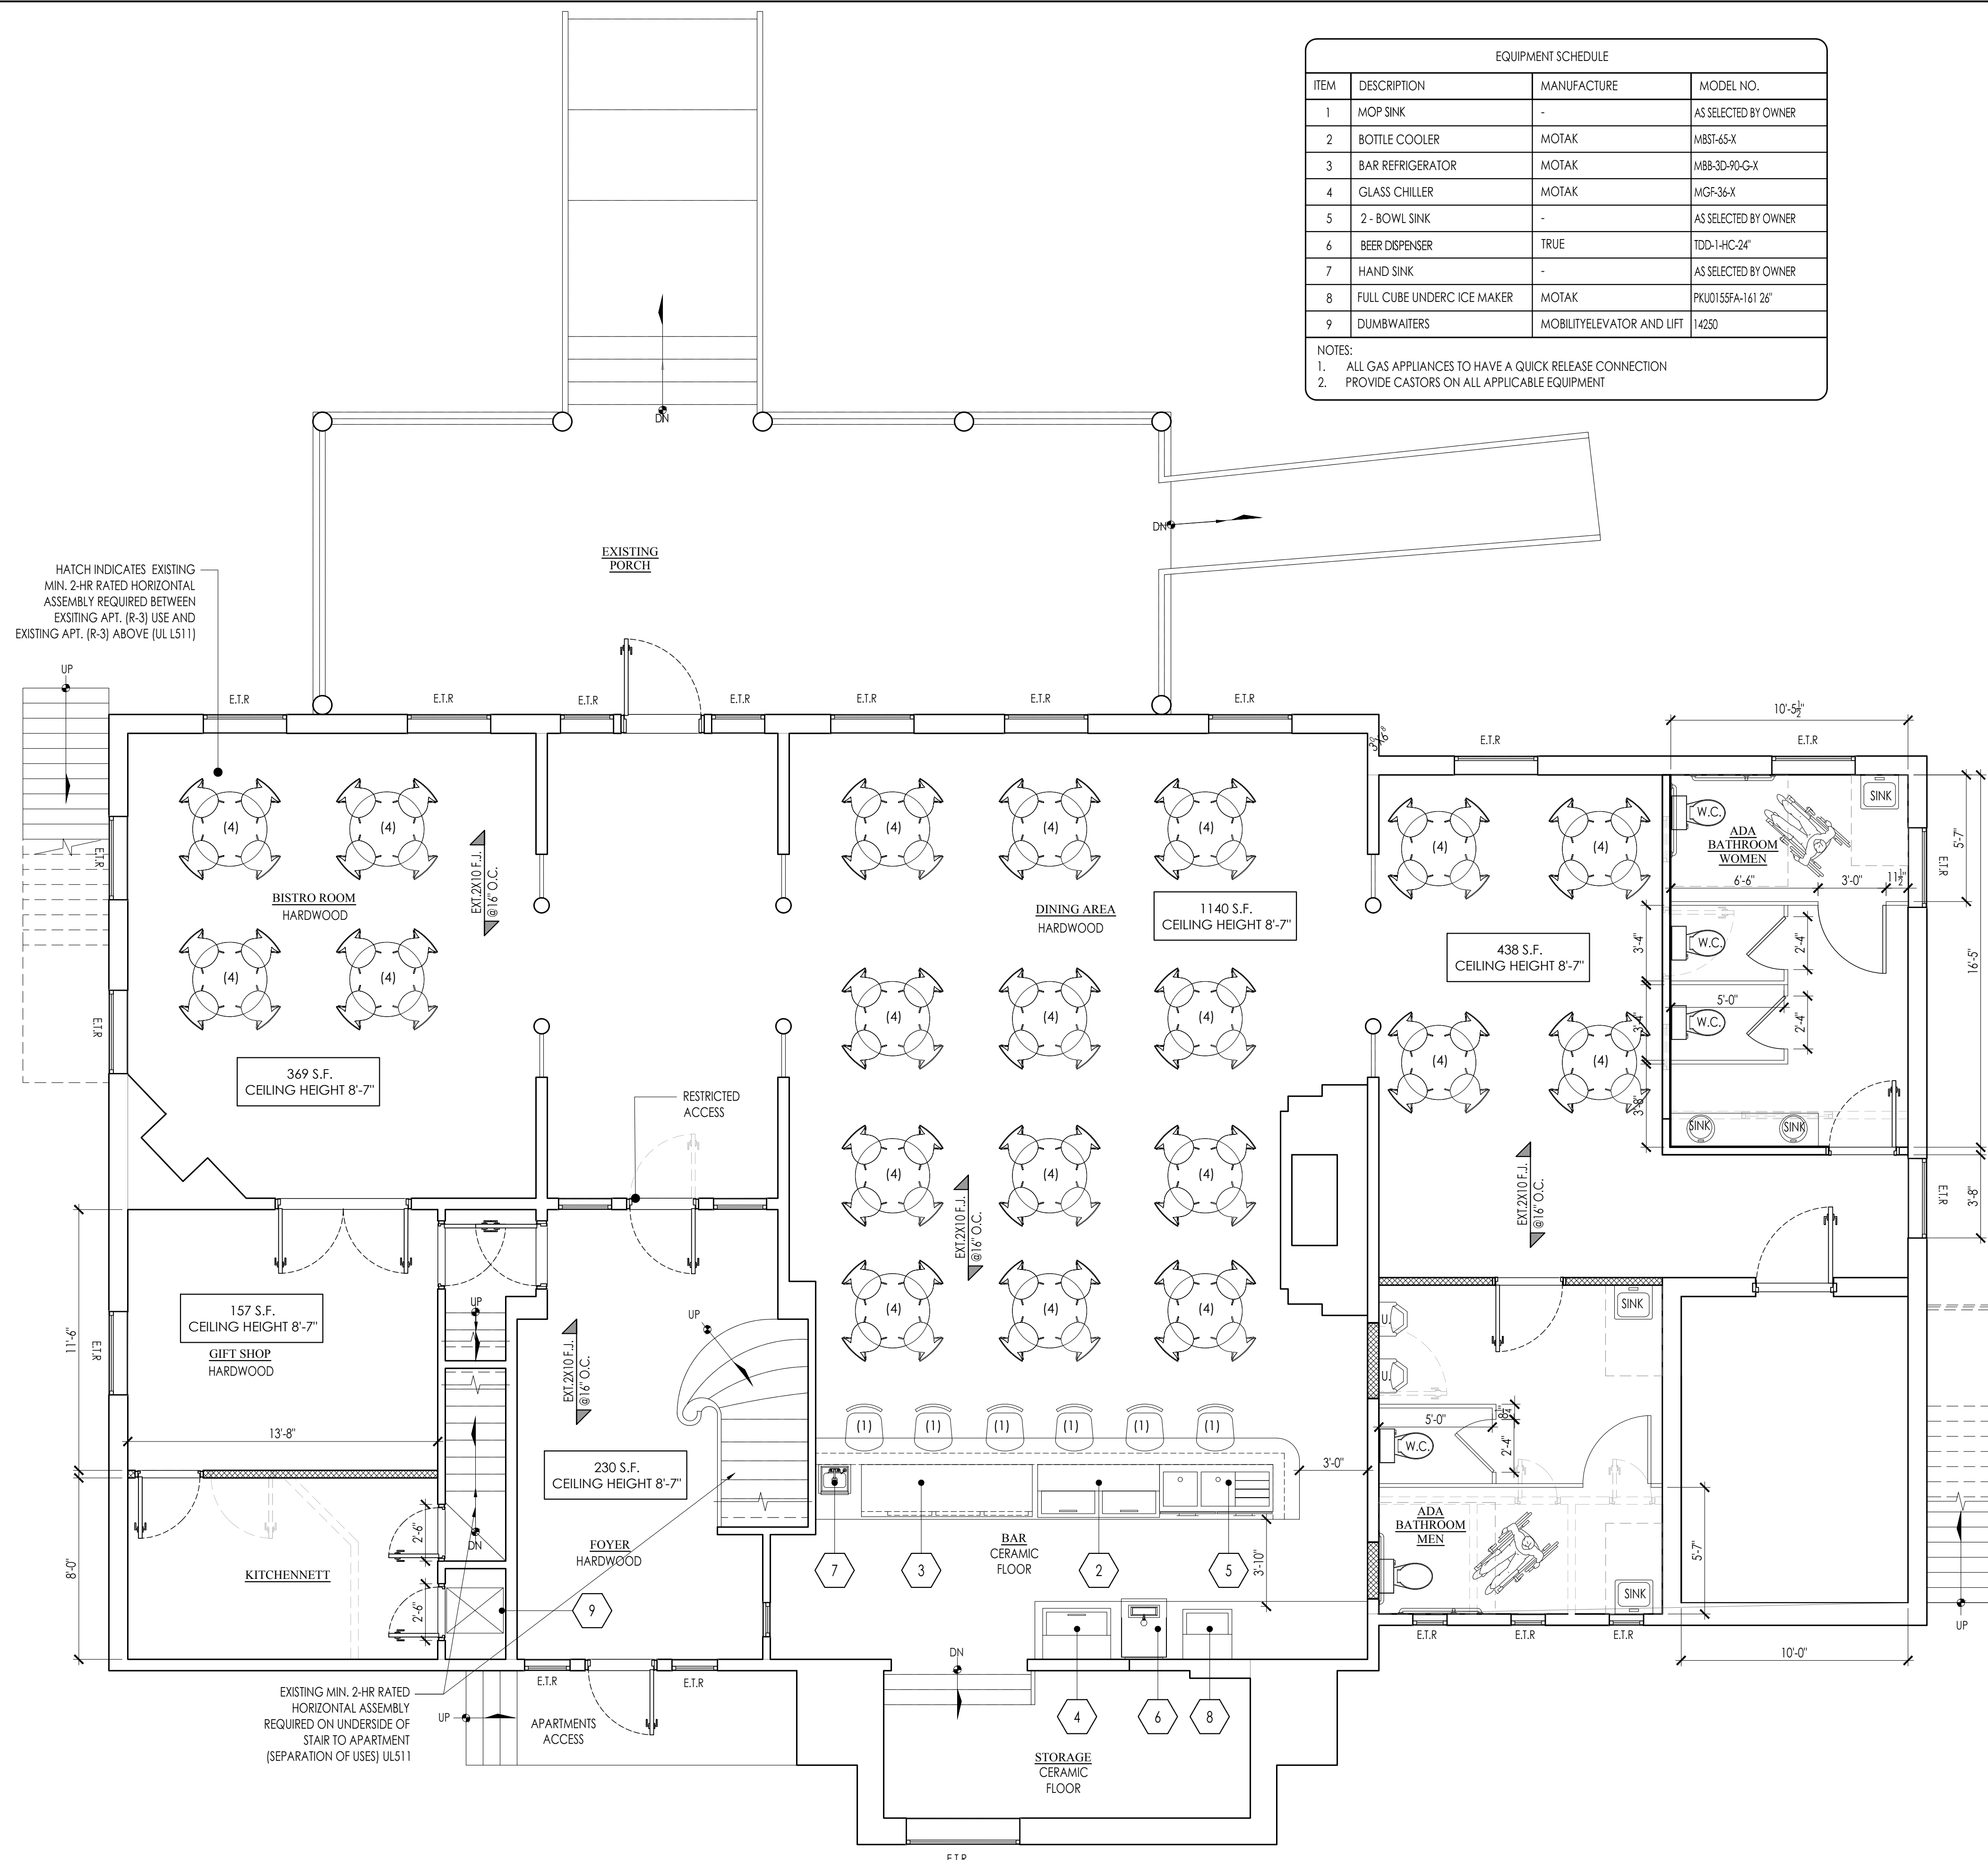 EQUIPMENT SCHEDULE
ITEM DESCRIPTION MANUFACTURE MODEL NO.
1 MOP SINK - AS SELECTED BY OWNER
2 BOTTLE COOLER MOTAK MBST-65-X
3 BAR REFRIGERATOR MOTAK MBB-3D-90-G-X
4 GLASS CHILLER MOTAK MGF-36-X
5 2 - BOWL SINK - AS SELECTED BY OWNER
6 BEER DISPENSER TRUE TDD-1-HC-24"
7 HAND SINK - AS SELECTED BY OWNER
8 FULL CUBE UNDERC ICE MAKER MOTAK PKU0155FA-161 26"
9 DUMBWAITERS MOBILITYELEVATOR AND LIFT 14250
NOTES:
1. ALL GAS APPLIANCES TO HAVE A QUICK RELEASE CONNECTION
2. PROVIDE CASTORS ON ALL APPLICABLE EQUIPMENT
DN
DN
EXISTING
PORCH
HATCH INDICATES EXISTING
MIN. 2-HR RATED HORIZONTAL
ASSEMBLY REQUIRED BETWEEN
EXSITING APT. (R-3) USE AND
EXISTING APT. (R-3) ABOVE (UL L511)
UP
E.T.R
E.T.R
E.T.R
E.T.R
E.T.R
E.T.R
E.T.R
E.T.R
E.T.R
10'-5½"
E.T.R
E.T.R
E.T.R
(4)
(4)
(4)
(4)
BISTRO ROOM
HARDWOOD
EXT.2X10 F.J.
@16" O.C.
369 S.F.
CEILING HEIGHT 8'-7"
RESTRICTED
ACCESS
(4)
(4)
(4)
DINING AREA
HARDWOOD
1140 S.F.
CEILING HEIGHT 8'-7"
(4)
(4)
(4)
(4)
(4)
(4)
(4)
(4)
(4)
EXT.2X10 F.J.
@16" O.C.
(4)
(4)
438 S.F.
CEILING HEIGHT 8'-7"
(4)
(4)
EXT.2X10 F.J.
@16" O.C.
W.C.
SINK
ADA
BATHROOM
WOMEN
6'-6"
3'-0"
11½"
5'-7"
16'-5"
E.T.R
3'-4"
W.C.
2'-4"
5'-0"
3'-4"
W.C.
2'-4"
3'-8"
SINK
SINK
E.T.R
3'-8"
157 S.F.
CEILING HEIGHT 8'-7"
GIFT SHOP
HARDWOOD
11'-6"
13'-8"
UP
UP
EXT.2X10 F.J.
@16" O.C.
230 S.F.
CEILING HEIGHT 8'-7"
FOYER
HARDWOOD
8'-0"
KITCHENNETT
2'-6"
2'-6"
DN
9
(1)
(1)
(1)
(1)
(1)
(1)
3'-0"
BAR
CERAMIC
FLOOR
7
3
2
5
3'-10"
U.
U.
SINK
5'-0"
8¼"
W.C.
2'-4"
ADA
BATHROOM
MEN
5'-7"
SINK
E.T.R
E.T.R
E.T.R
10'-0"
UP
EXISTING MIN. 2-HR RATED
HORIZONTAL ASSEMBLY
REQUIRED ON UNDERSIDE OF
STAIR TO APARTMENT
(SEPARATION OF USES) UL511
UP
E.T.R
E.T.R
APARTMENTS
ACCESS
DN
4
6
8
STORAGE
CERAMIC
FLOOR
E.T.R